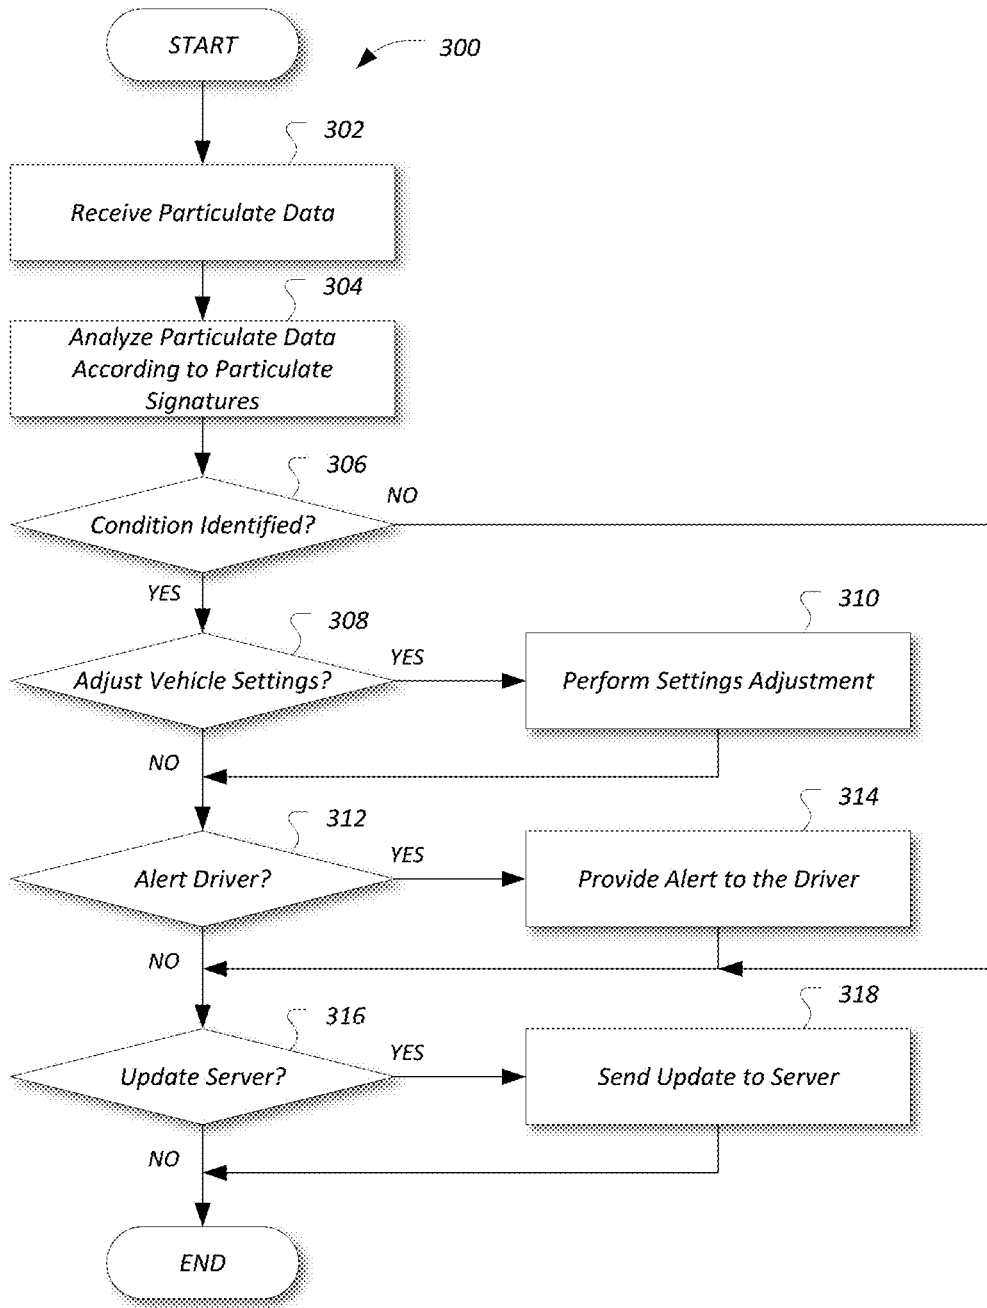 START
300
302
Receive Particulate Data
304
Analyze Particulate Data
According to Particulate
Signatures
306
NO
Condition Identified?
YES
308
310
YES
Adjust Vehicle Settings?
Perform Settings Adjustment
NO
312
314
YES
Alert Driver?
Provide Alert to the Driver
NO
316
318
YES
Update Server?
Send Update to Server
NO
END